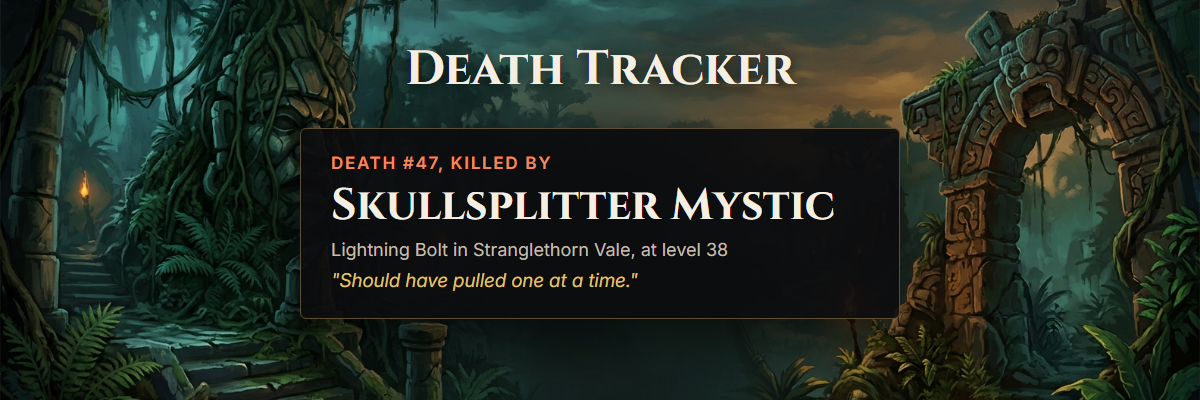 Death Tracker
DEATH #47, KILLED BY
Skullsplitter Mystic
Lightning Bolt in Stranglethorn Vale, at level 38
"Should have pulled one at a time."